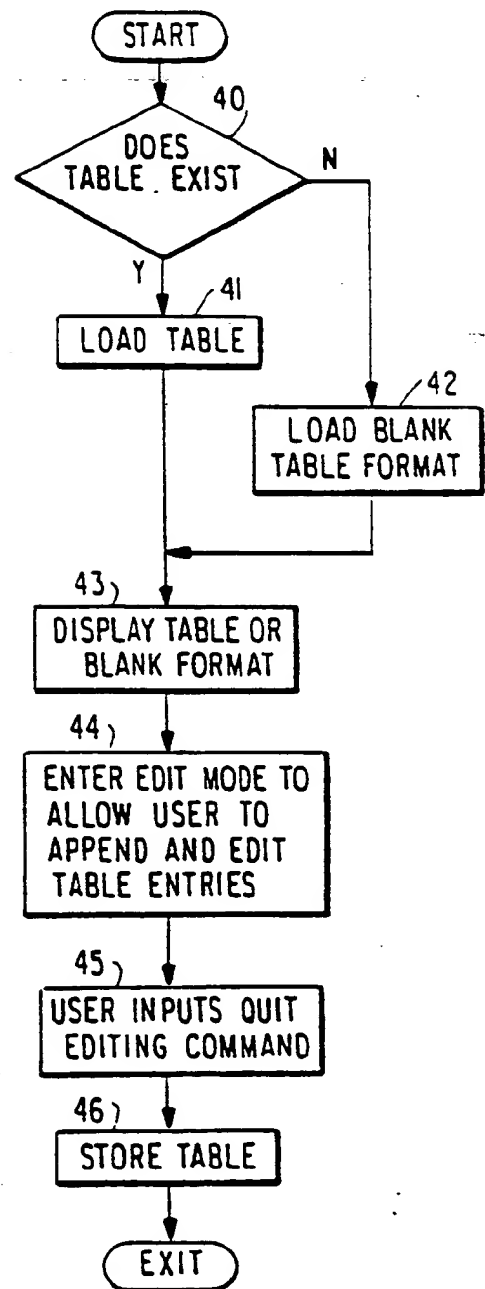 START
40
DOES
TABLE EXIST
N
Y
41
LOAD TABLE
42
LOAD BLANK
TABLE FORMAT
43
DISPLAY TABLE OR
BLANK FORMAT
44
ENTER EDIT MODE TO
ALLOW USER TO
APPEND AND EDIT
TABLE ENTRIES
45
USER INPUTS QUIT
EDITING COMMAND
46
STORE TABLE
EXIT